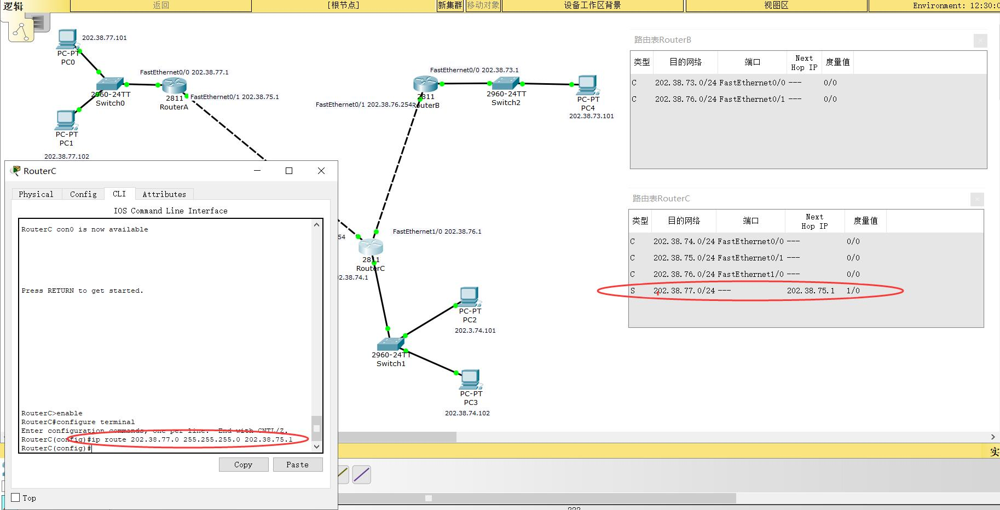 逻辑
返回
[根节点]
新集群
移动对象
设备工作区背景
视图区
Environment: 12:30:0
202.38.77.101
PC-PT
PC0
FastEthernet0/0 202.38.77.1
2960-24TT
Switch0
2811
RouterA
FastEthernet0/1 202.38.75.1
PC-PT
PC1
202.38.77.102
FastEthernet0/0 202.38.73.1
2811
RouterB
FastEthernet0/1 202.38.76.254
2960-24TT
Switch2
PC-PT
PC4
202.38.73.101
路由表RouterB
类型 目的网络 端口 Next Hop IP 度量值
C 202.38.73.0/24 FastEthernet0/0 --- 0/0
C 202.38.76.0/24 FastEthernet0/1 --- 0/0
路由表RouterC
类型 目的网络 端口 Next Hop IP 度量值
C 202.38.74.0/24 FastEthernet0/0 --- 0/0
C 202.38.75.0/24 FastEthernet0/1 --- 0/0
C 202.38.76.0/24 FastEthernet1/0 --- 0/0
S 202.38.77.0/24 --- 202.38.75.1 1/0
54
FastEthernet1/0 202.38.76.1
2811
RouterC
2.38.74.1
PC-PT
PC2
202.3.74.101
2960-24TT
Switch1
PC-PT
PC3
202.38.74.102
RouterC
Physical Config CLI Attributes
IOS Command Line Interface
RouterC con0 is now available
Press RETURN to get started.
RouterC>enable
RouterC#configure terminal
Enter configuration commands, one per line. End with CNTL/Z.
RouterC(config)#ip route 202.38.77.0 255.255.255.0 202.38.75.1
RouterC(config)#
Copy Paste
Top
实